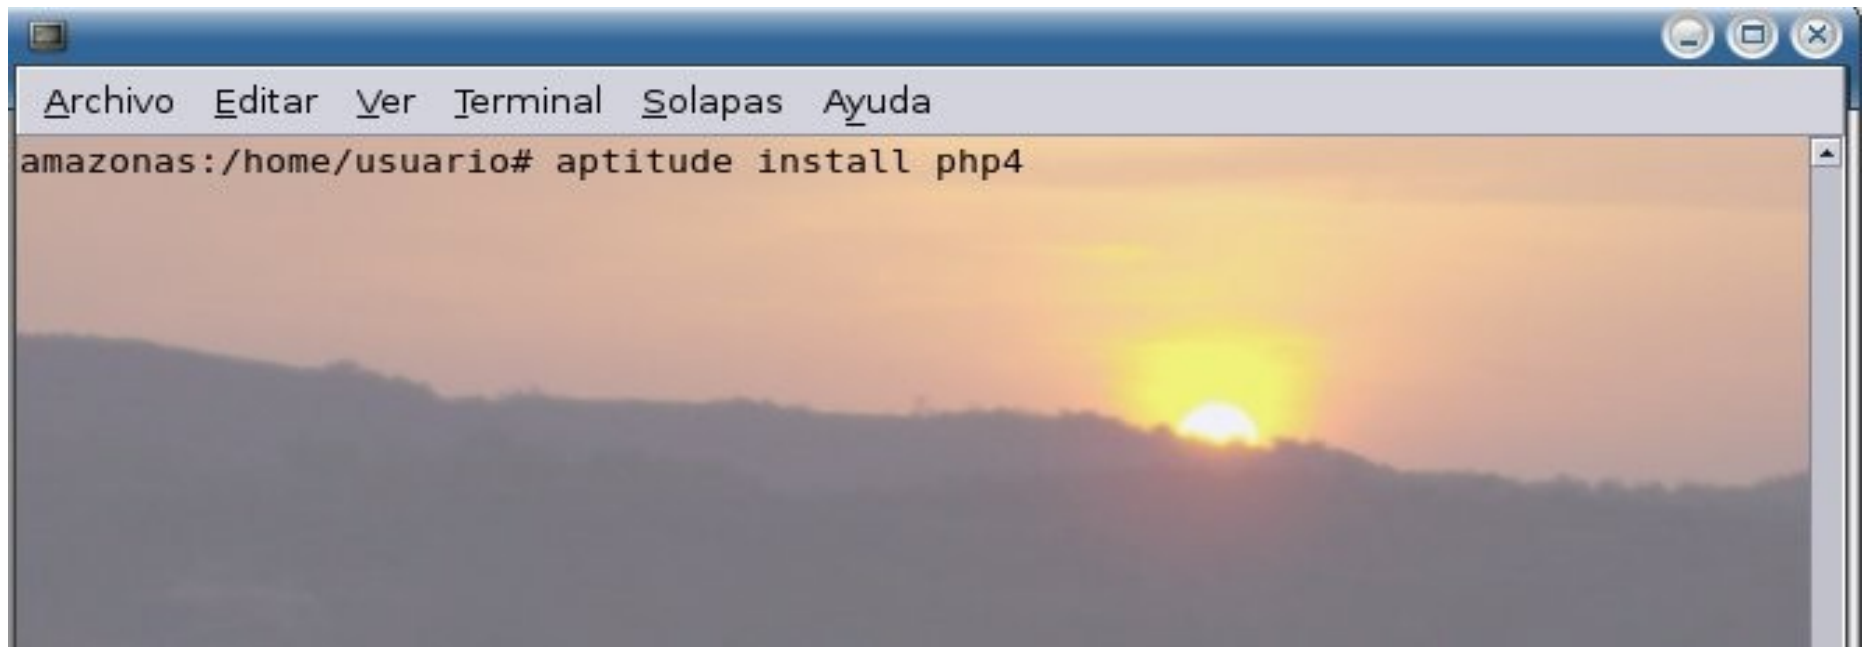 Archivo Editar Ver Terminal Solapas Ayuda
amazonas:/home/usuario# aptitude install php4